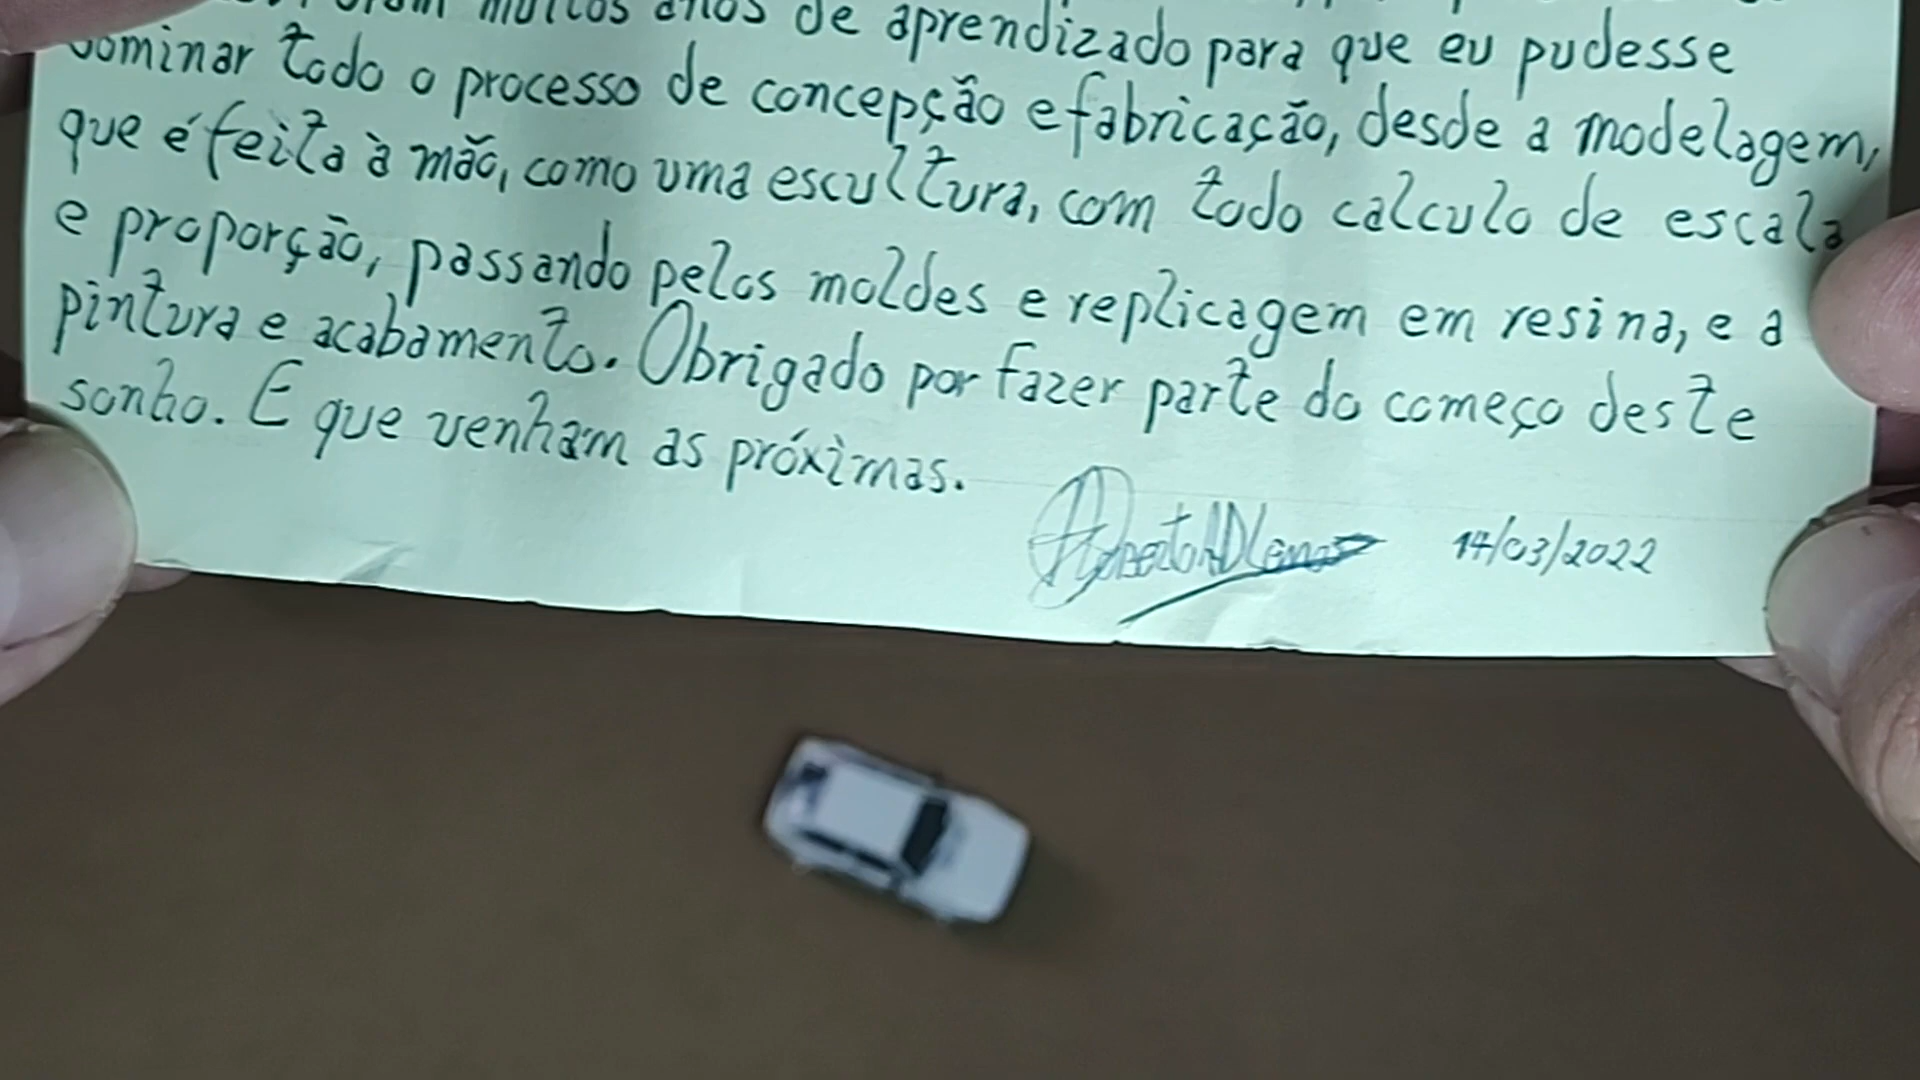 muitos anos de aprendizado para que eu pudesse
dominar todo o processo de concepção e fabricação, desde a modelagem,
que é feita à mão, como uma escultura, com todo calculo de escala
e proporção, passando pelos moldes e replicagem em resina, e a
pintura e acabamento. Obrigado por fazer parte do começo deste
sonho. E que venham as próximas.
14/03/2022